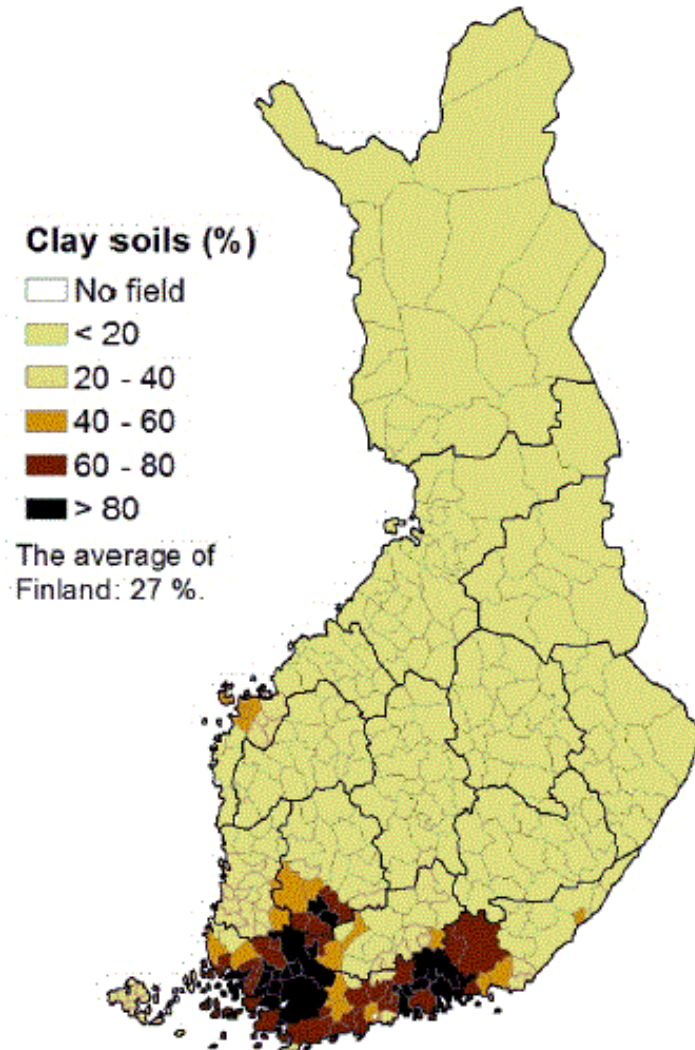 Clay soils (%)
No field
< 20
20 - 40
40 - 60
60 - 80
> 80
The average of
Finland: 27 %.